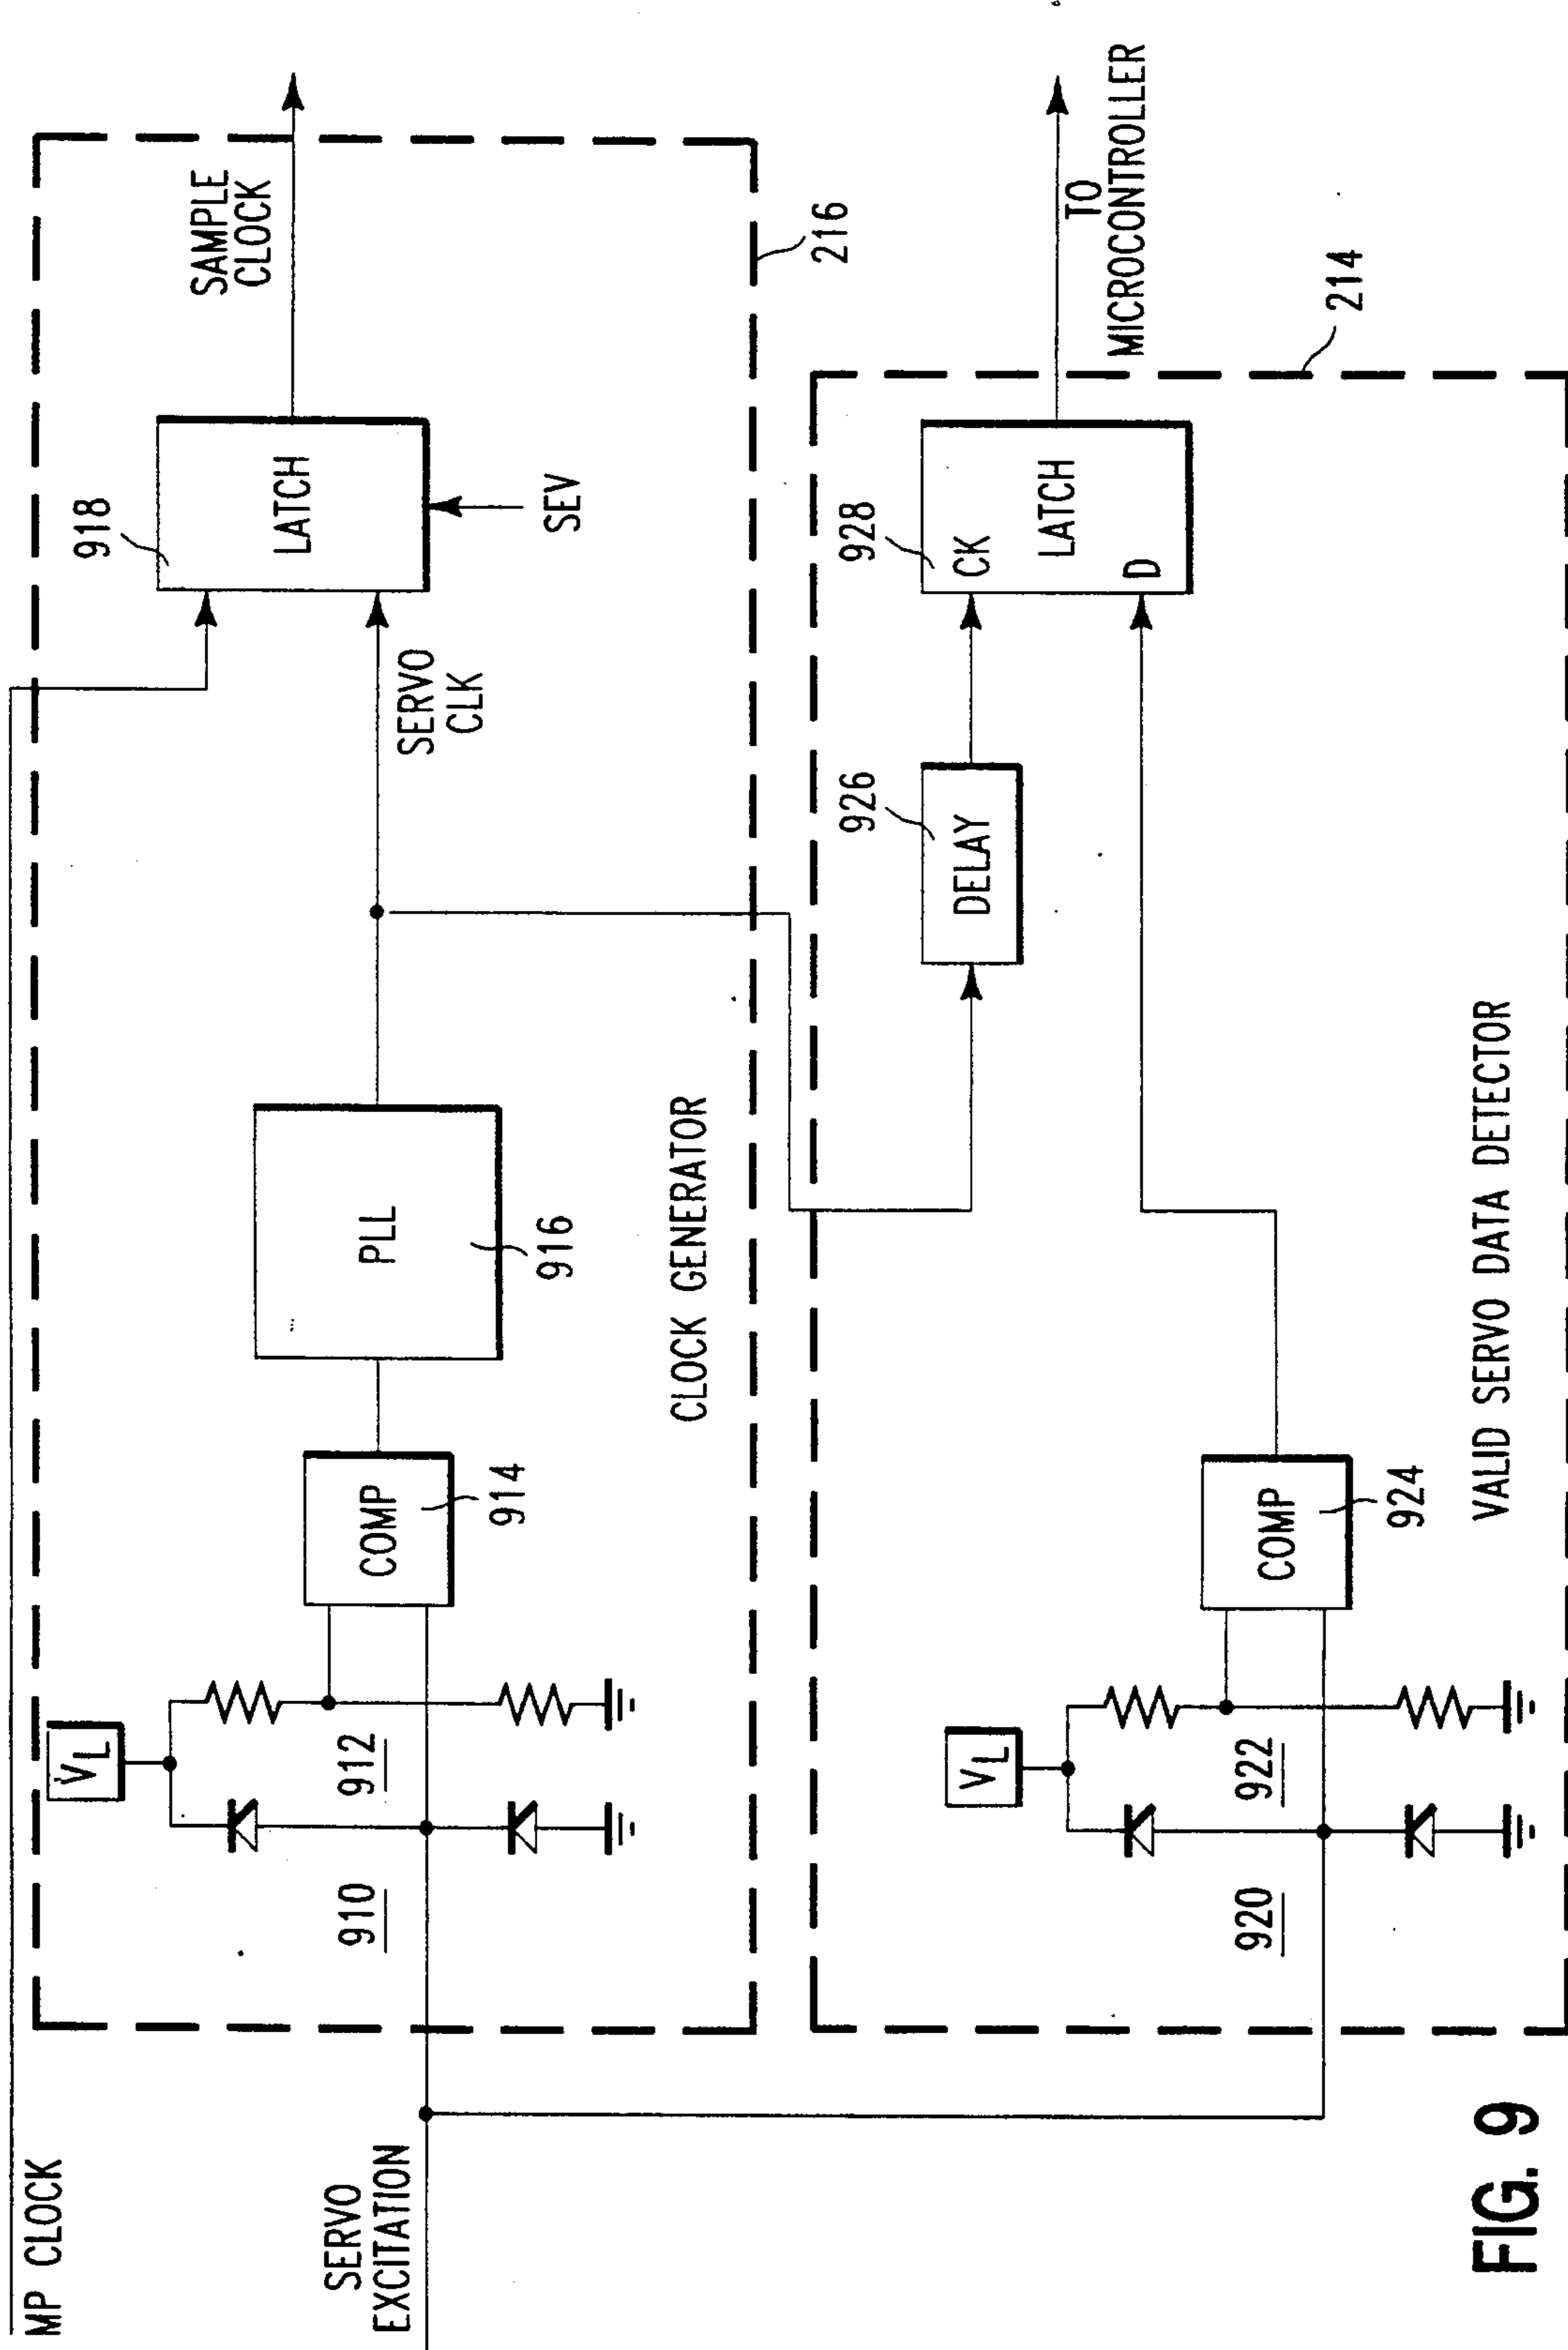 MP CLOCK
SERVO
EXCITATION
VL
910
912
COMP
914
PLL
916
SERVO
CLK
918
LATCH
SEV
SAMPLE
CLOCK
CLOCK GENERATOR
216
VL
920
922
COMP
924
926
DELAY
928
CK
LATCH
D
TO
MICROCONTROLLER
214
VALID SERVO DATA DETECTOR
FIG. 9